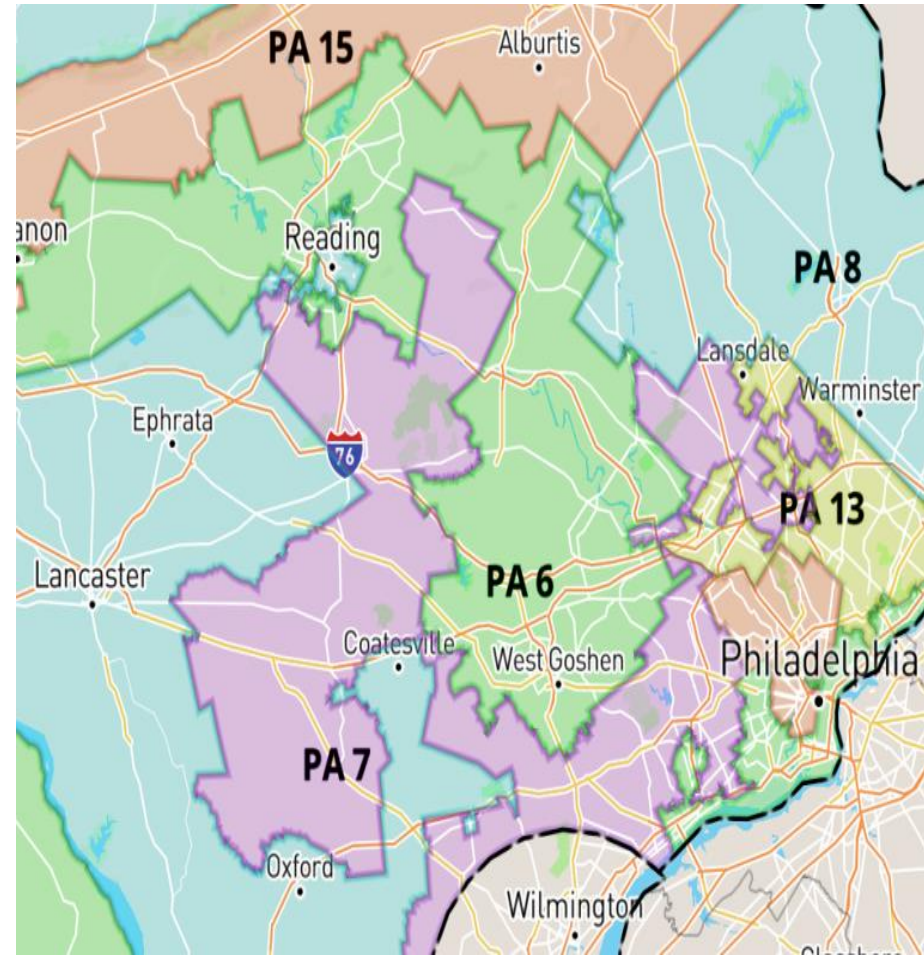 PA 15
Alburtis
anon
Reading
PA 8
Lansdale
Warminster
Ephrata
76
PA 13
Lancaster
PA 6
Coatesville
West Goshen
Philadelphia
PA 7
Oxford
Wilmington